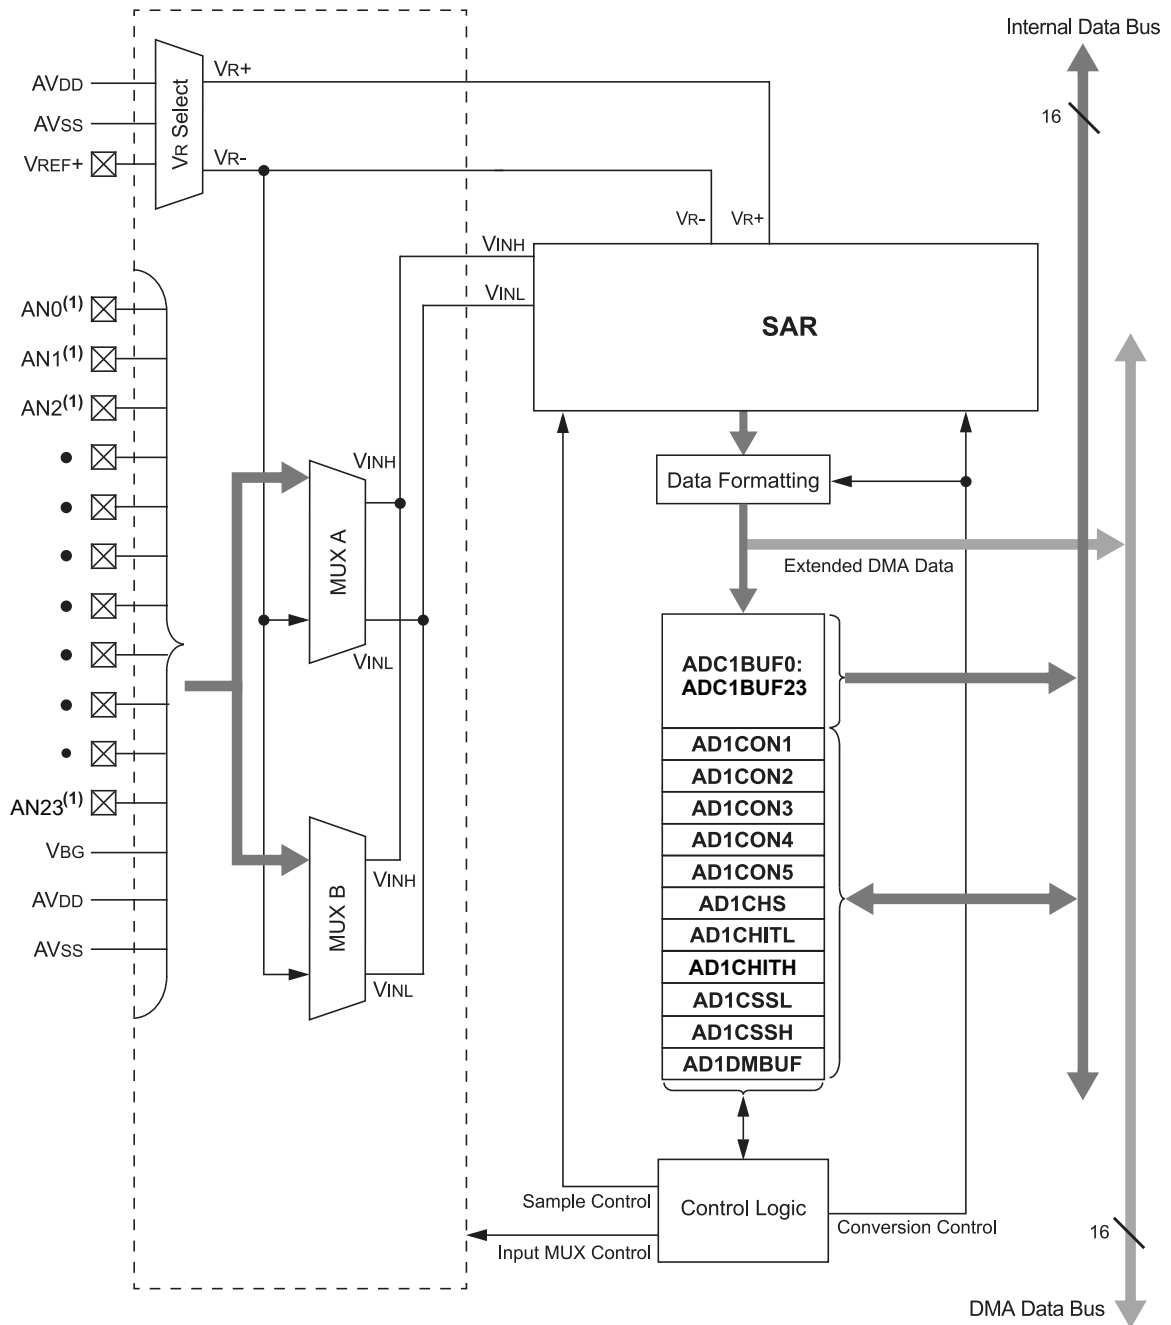 Internal Data Bus
16
AVDD
AVSS
VREF+
VR Select
VR+
VR-
VR-
VR+
VINH
VINL
SAR
AN0(1)
AN1(1)
AN2(1)
AN23(1)
VBG
AVDD
AVSS
MUX A
VINH
VINL
MUX B
VINH
VINL
Data Formatting
Extended DMA Data
ADC1BUF0:
ADC1BUF23
AD1CON1
AD1CON2
AD1CON3
AD1CON4
AD1CON5
AD1CHS
AD1CHITL
AD1CHITH
AD1CSSL
AD1CSSH
AD1DMBUF
Control Logic
Sample Control
Input MUX Control
Conversion Control
16
DMA Data Bus